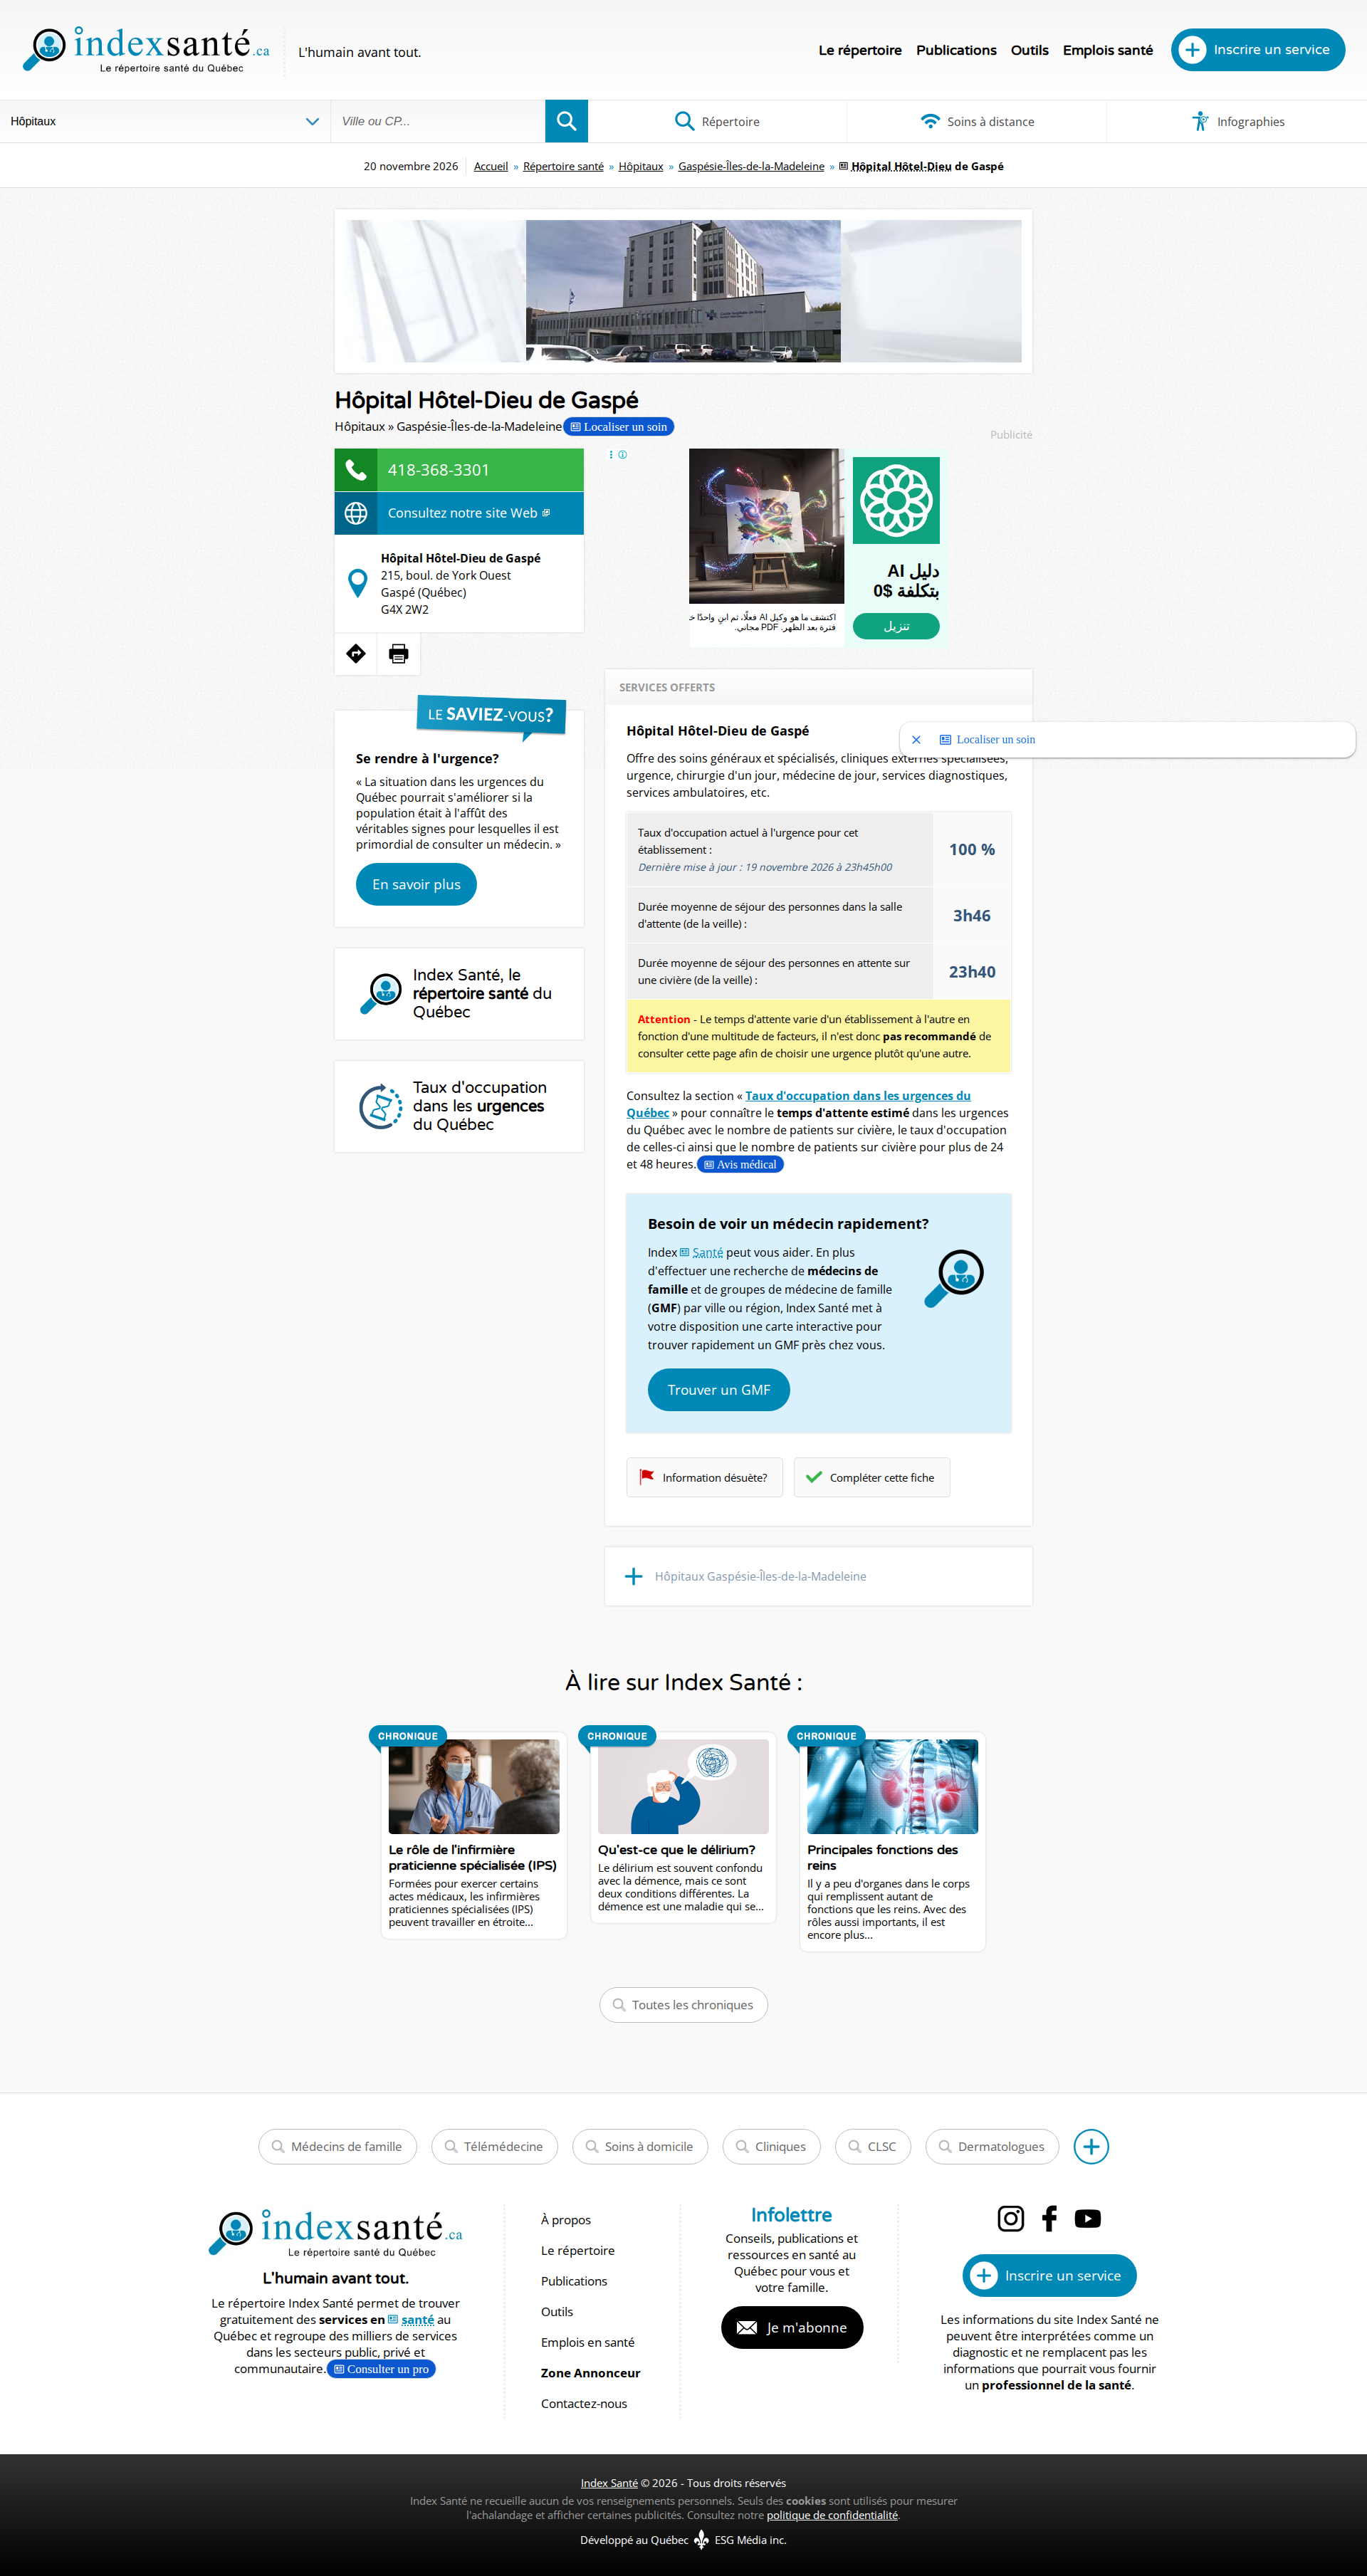 indexsanté.ca
Le répertoire santé du Québec
L'humain avant tout.
Le répertoire
Publications
Outils
Emplois santé
Inscrire un service
Hôpitaux
Ville ou CP...
Répertoire
Soins à distance
Infographies
20 novembre 2026
Accueil » Répertoire santé » Hôpitaux » Gaspésie-Îles-de-la-Madeleine » Hôpital Hôtel-Dieu de Gaspé
Hôpital Hôtel-Dieu de Gaspé
Hôpitaux » Gaspésie-Îles-de-la-Madeleine Localiser un soin
Publicité
418-368-3301
Consultez notre site Web
Hôpital Hôtel-Dieu de Gaspé
215, boul. de York Ouest
Gaspé (Québec)
G4X 2W2
دليل AI
بتكلفة $0
تنزيل
اكتشف ما هو وكيل AI فعلًا، ثم ابنِ واحدًا خ
فترة بعد الظهر. PDF مجاني.
LE SAVIEZ-VOUS?
Se rendre à l'urgence?
« La situation dans les urgences du
Québec pourrait s'améliorer si la
population était à l'affût des
véritables signes pour lesquelles il est
primordial de consulter un médecin. »
En savoir plus
Index Santé, le
répertoire santé du
Québec
Taux d'occupation
dans les urgences
du Québec
SERVICES OFFERTS
Hôpital Hôtel-Dieu de Gaspé
Localiser un soin
Offre des soins généraux et spécialisés, cliniques externes spécialisées,
urgence, chirurgie d'un jour, médecine de jour, services diagnostiques,
services ambulatoires, etc.
Taux d'occupation actuel à l'urgence pour cet
établissement :
Dernière mise à jour : 19 novembre 2026 à 23h45h00
100 %
Durée moyenne de séjour des personnes dans la salle
d'attente (de la veille) :
3h46
Durée moyenne de séjour des personnes en attente sur
une civière (de la veille) :
23h40
Attention - Le temps d'attente varie d'un établissement à l'autre en
fonction d'une multitude de facteurs, il n'est donc pas recommandé de
consulter cette page afin de choisir une urgence plutôt qu'une autre.
Consultez la section « Taux d'occupation dans les urgences du
Québec » pour connaître le temps d'attente estimé dans les urgences
du Québec avec le nombre de patients sur civière, le taux d'occupation
de celles-ci ainsi que le nombre de patients sur civière pour plus de 24
et 48 heures. Avis médical
Besoin de voir un médecin rapidement?
Index Santé peut vous aider. En plus
d'effectuer une recherche de médecins de
famille et de groupes de médecine de famille
(GMF) par ville ou région, Index Santé met à
votre disposition une carte interactive pour
trouver rapidement un GMF près chez vous.
Trouver un GMF
Information désuète?
Compléter cette fiche
Hôpitaux Gaspésie-Îles-de-la-Madeleine
À lire sur Index Santé :
CHRONIQUE
Le rôle de l'infirmière
praticienne spécialisée (IPS)
Formées pour exercer certains
actes médicaux, les infirmières
praticiennes spécialisées (IPS)
peuvent travailler en étroite...
CHRONIQUE
Qu'est-ce que le délirium?
Le délirium est souvent confondu
avec la démence, mais ce sont
deux conditions différentes. La
démence est une maladie qui se...
CHRONIQUE
Principales fonctions des
reins
Il y a peu d'organes dans le corps
qui remplissent autant de
fonctions que les reins. Avec des
rôles aussi importants, il est
encore plus...
Toutes les chroniques
Médecins de famille
Télémédecine
Soins à domicile
Cliniques
CLSC
Dermatologues
indexsanté.ca
Le répertoire santé du Québec
L'humain avant tout.
Le répertoire Index Santé permet de trouver
gratuitement des services en santé au
Québec et regroupe des milliers de services
dans les secteurs public, privé et
communautaire. Consulter un pro
À propos
Le répertoire
Publications
Outils
Emplois en santé
Zone Annonceur
Contactez-nous
Infolettre
Conseils, publications et
ressources en santé au
Québec pour vous et
votre famille.
Je m'abonne
Inscrire un service
Les informations du site Index Santé ne
peuvent être interprétées comme un
diagnostic et ne remplacent pas les
informations que pourrait vous fournir
un professionnel de la santé.
Index Santé © 2026 - Tous droits réservés
Index Santé ne recueille aucun de vos renseignements personnels. Seuls des cookies sont utilisés pour mesurer
l'achalandage et afficher certaines publicités. Consultez notre politique de confidentialité.
Développé au Québec ESG Média inc.